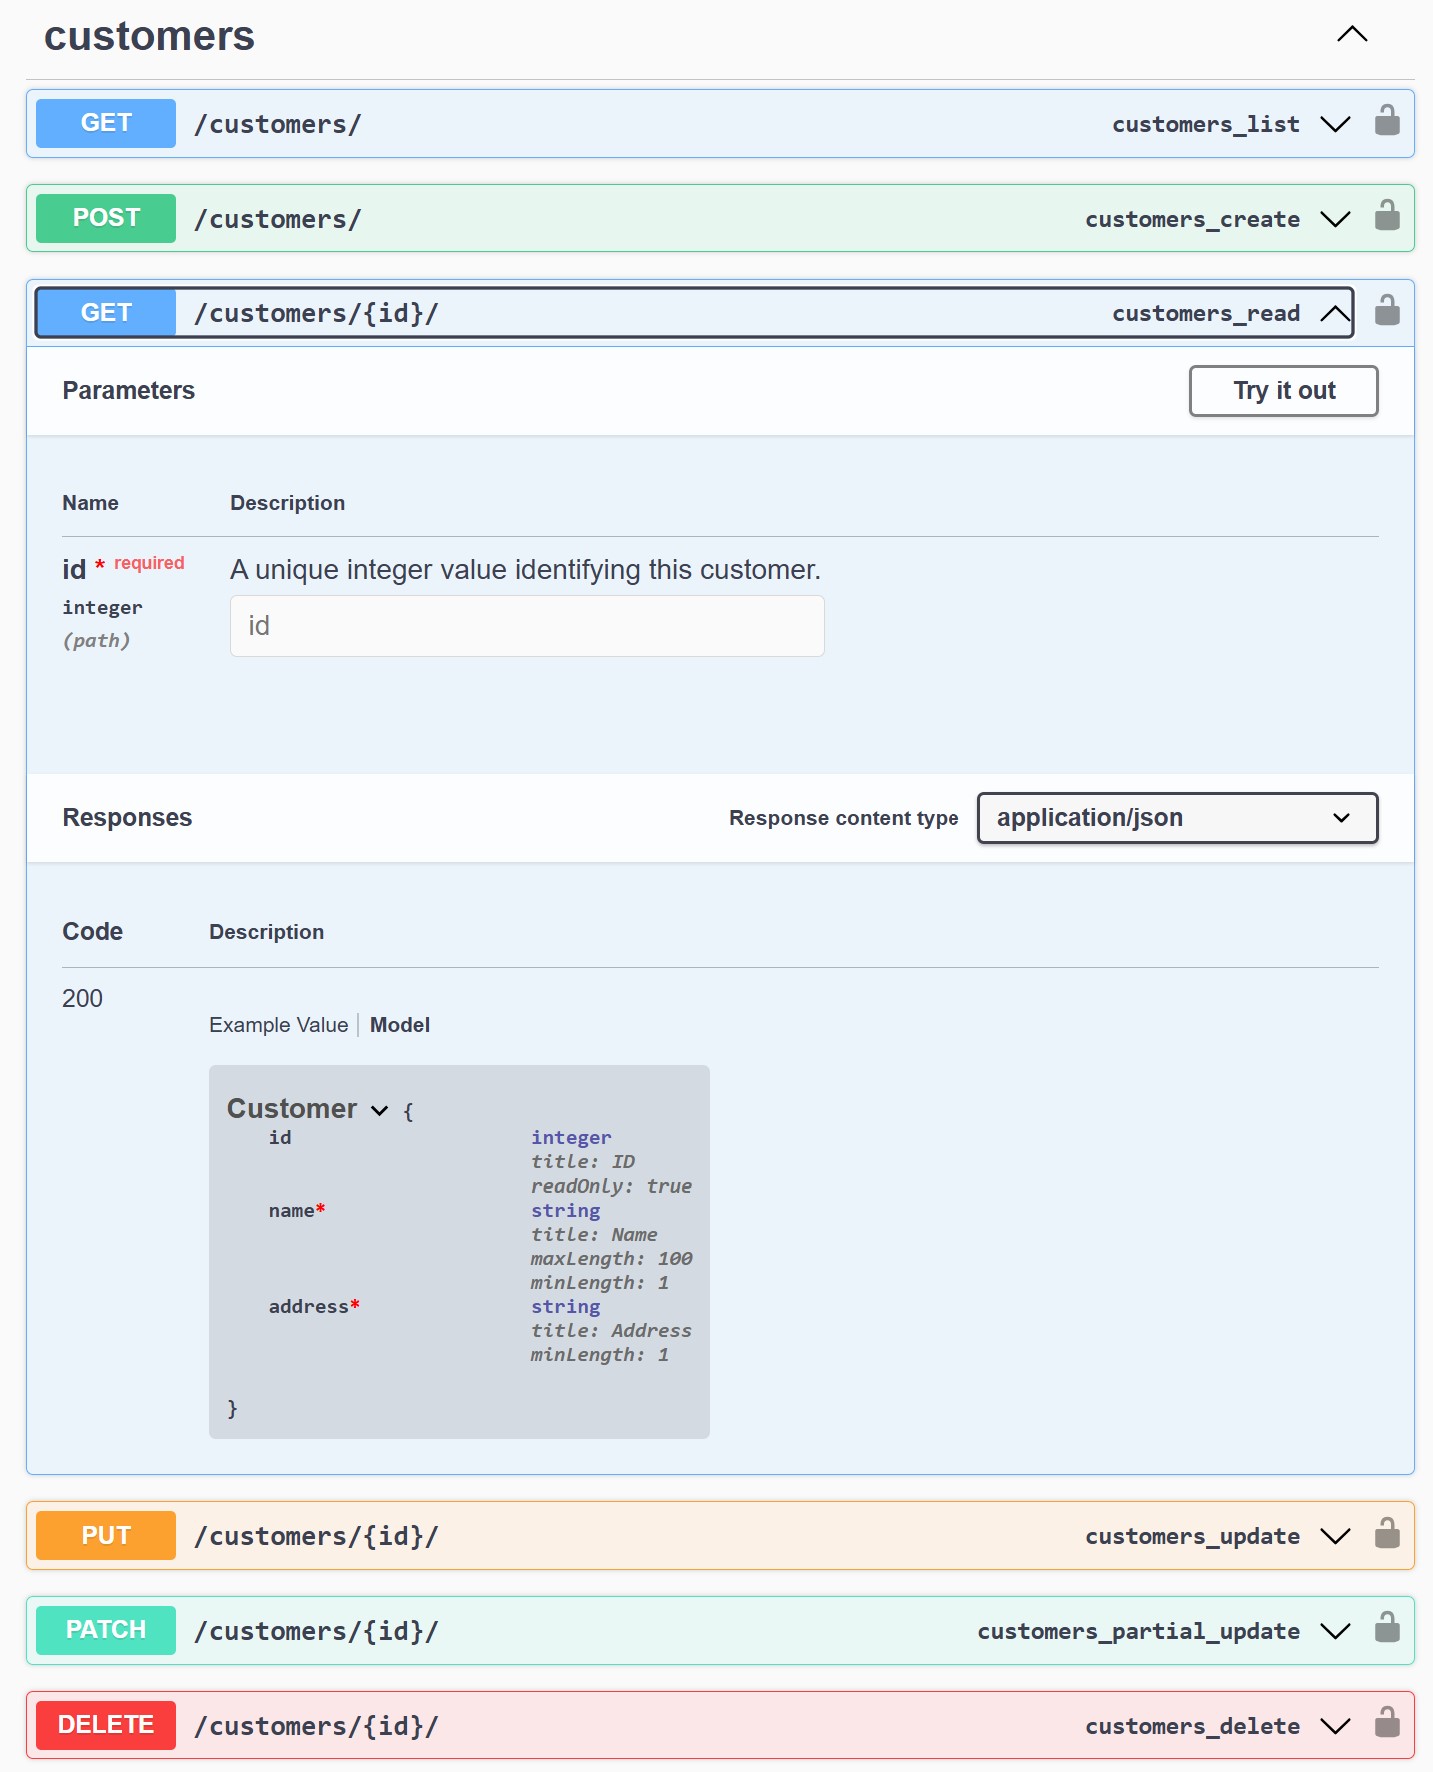 customers
GET /customers/ customers_list
POST /customers/ customers_create
GET /customers/{id}/ customers_read
Parameters Try it out
Name Description
id * required A unique integer value identifying this customer.
integer
(path)
id
Responses Response content type application/json
Code Description
200
Example Value Model
Customer {
id integer
title: ID
readOnly: true
name* string
title: Name
maxLength: 100
minLength: 1
address* string
title: Address
minLength: 1
}
PUT /customers/{id}/ customers_update
PATCH /customers/{id}/ customers_partial_update
DELETE /customers/{id}/ customers_delete